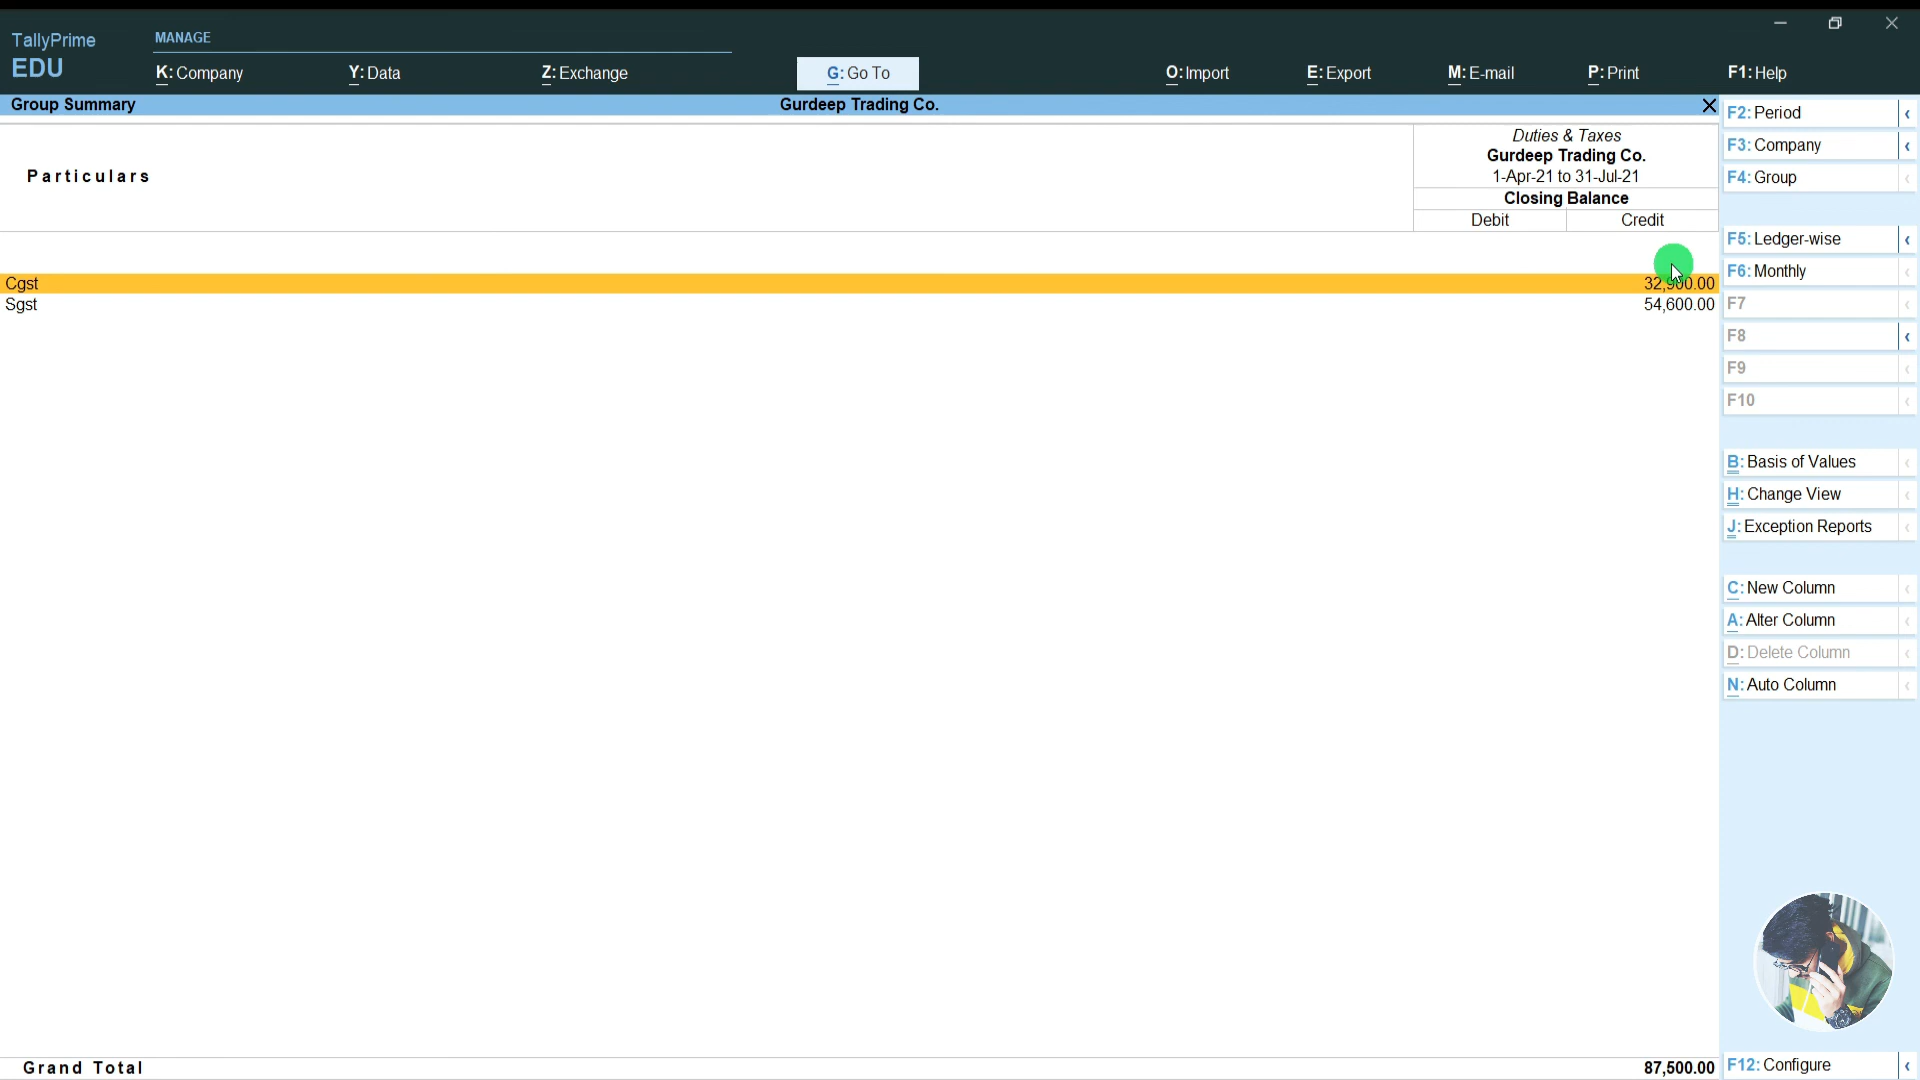 TallyPrime
EDU
MANAGE
K: Company
Y: Data
Z: Exchange
G: Go To
O: Import
E: Export
M: E-mail
P: Print
F1: Help
Group Summary
Gurdeep Trading Co.
Particulars
Duties & Taxes
Gurdeep Trading Co.
1-Apr-21 to 31-Jul-21
Closing Balance
Debit Credit
Cgst 32,900.00
Sgst 54,600.00
Grand Total 87,500.00
F2: Period
F3: Company
F4: Group
F5: Ledger-wise
F6: Monthly
F7
F8
F9
F10
B: Basis of Values
H: Change View
J: Exception Reports
C: New Column
A: Alter Column
D: Delete Column
N: Auto Column
F12: Configure